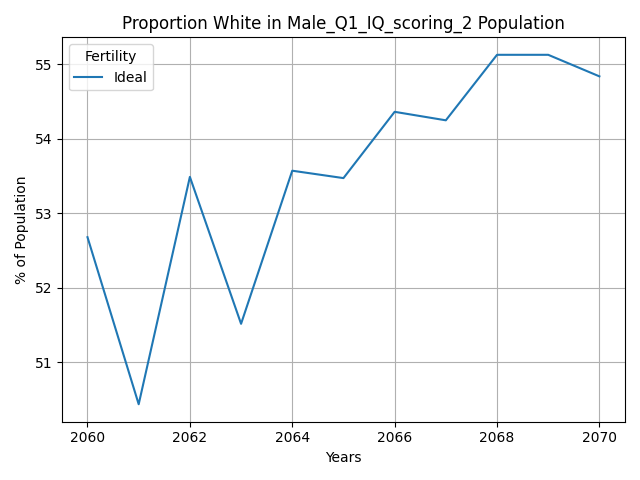 Proportion White in Male_Q1_IQ_scoring_2 Population
Fertility
Ideal
% of Population
55
54
53
52
51
2060 2062 2064 2066 2068 2070
Years